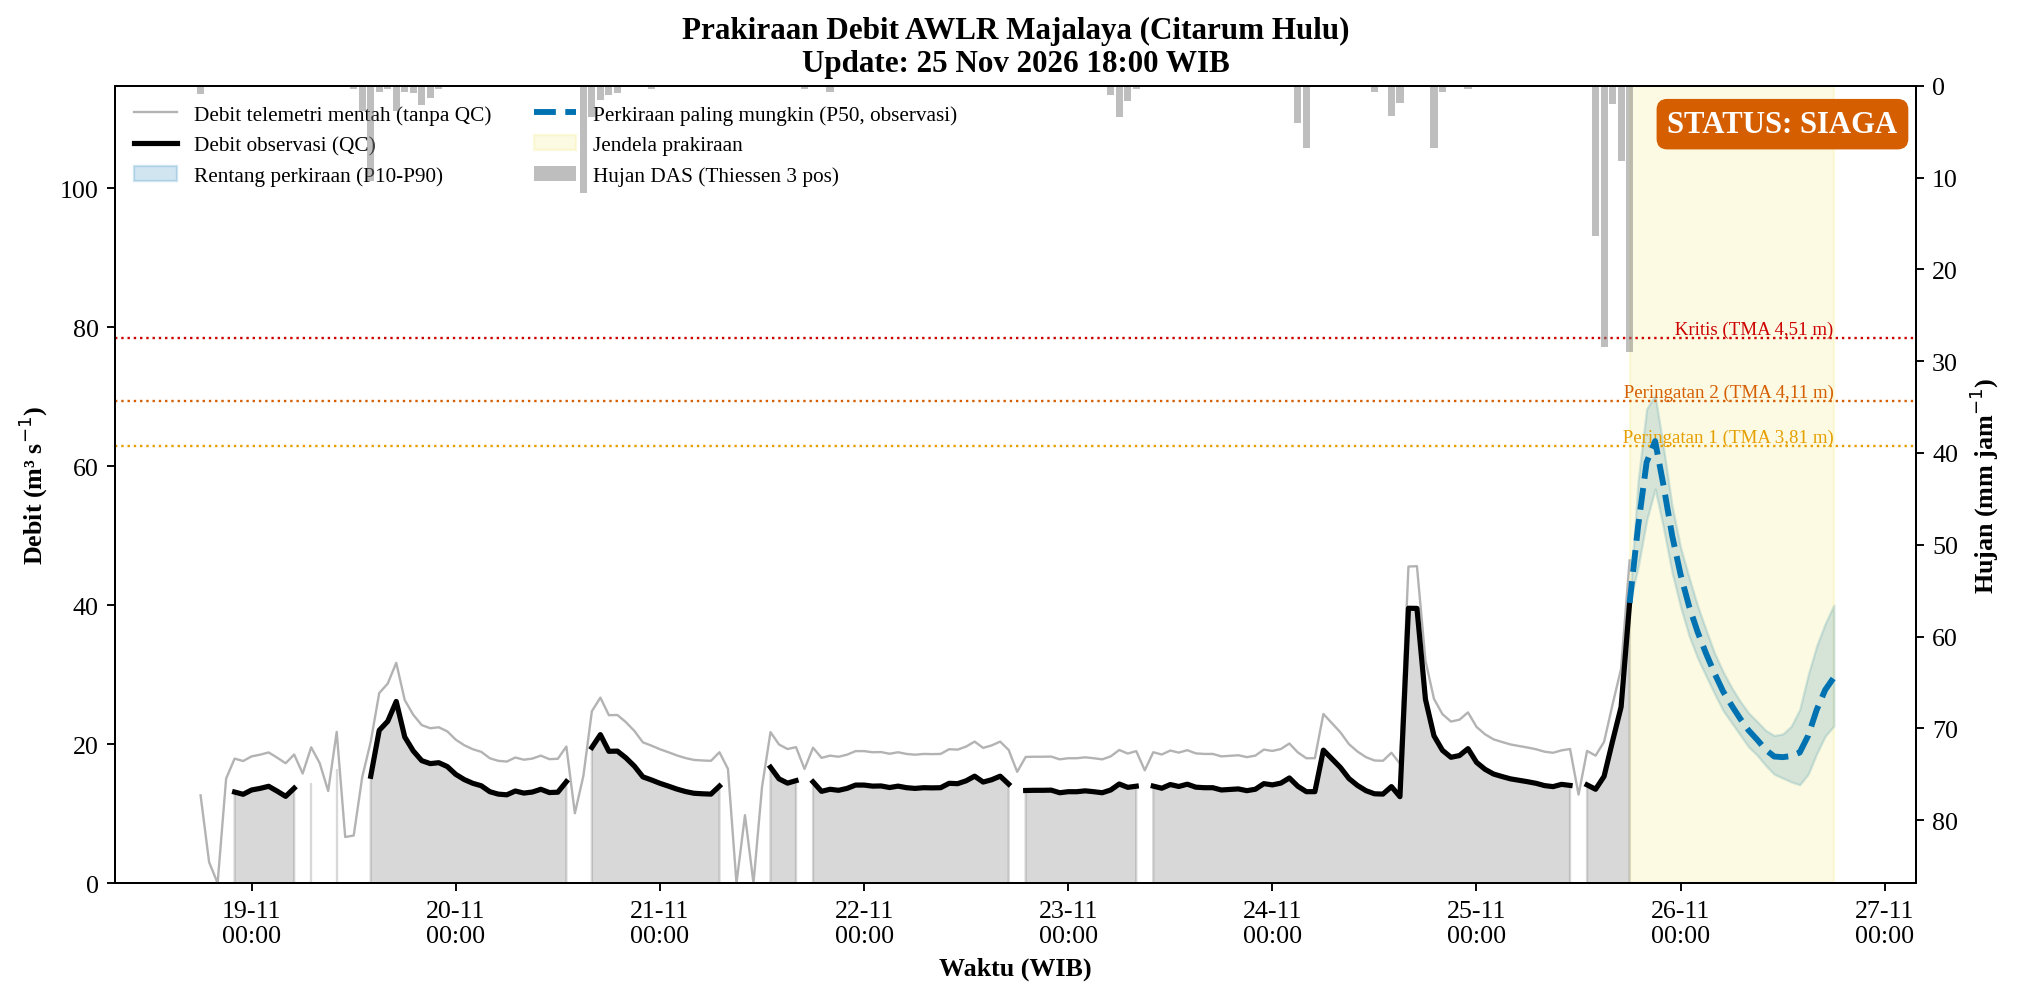 Prakiraan Debit AWLR Majalaya (Citarum Hulu)
Update: 25 Nov 2026 18:00 WIB
Debit telemetri mentah (tanpa QC)
Debit observasi (QC)
Rentang perkiraan (P10-P90)
Perkiraan paling mungkin (P50, observasi)
Jendela prakiraan
Hujan DAS (Thiessen 3 pos)
STATUS: SIAGA
Kritis (TMA 4,51 m)
Peringatan 2 (TMA 4,11 m)
Peringatan 1 (TMA 3,81 m)
Debit (m³ s⁻¹)
100
80
60
40
20
0
Hujan (mm jam⁻¹)
0
10
20
30
40
50
60
70
80
19-11
00:00
20-11
00:00
21-11
00:00
22-11
00:00
23-11
00:00
24-11
00:00
25-11
00:00
26-11
00:00
27-11
00:00
Waktu (WIB)